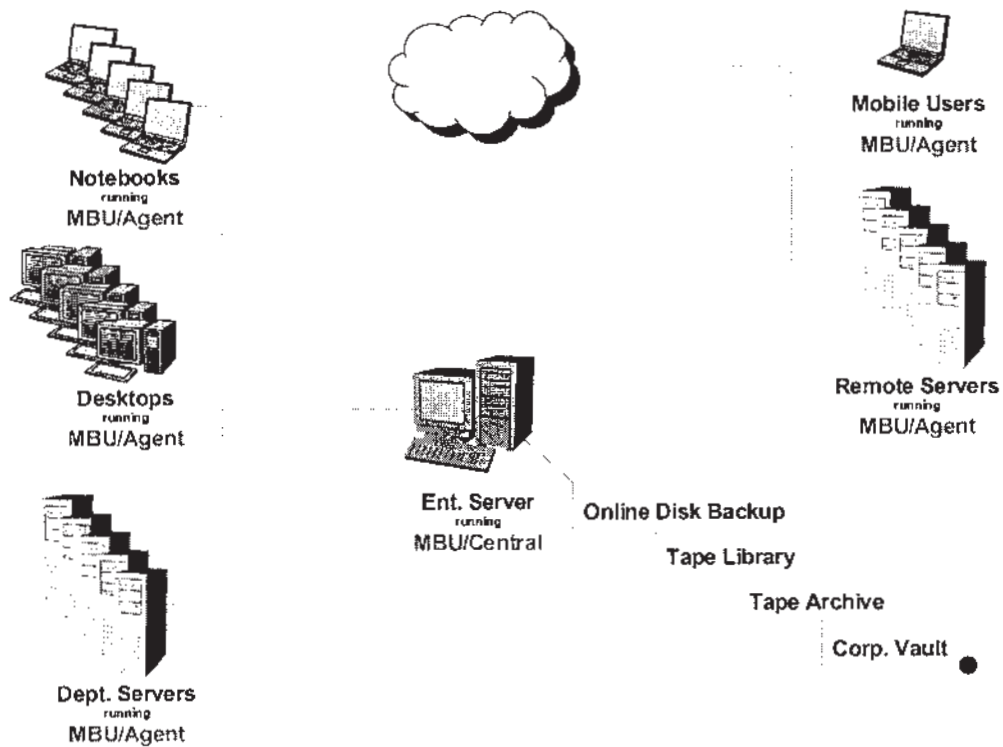 Notebooks
running
MBU/Agent
Desktops
running
MBU/Agent
Dept. Servers
running
MBU/Agent
Ent. Server
running
MBU/Central
Online Disk Backup
Tape Library
Tape Archive
Corp. Vault
Mobile Users
running
MBU/Agent
Remote Servers
running
MBU/Agent